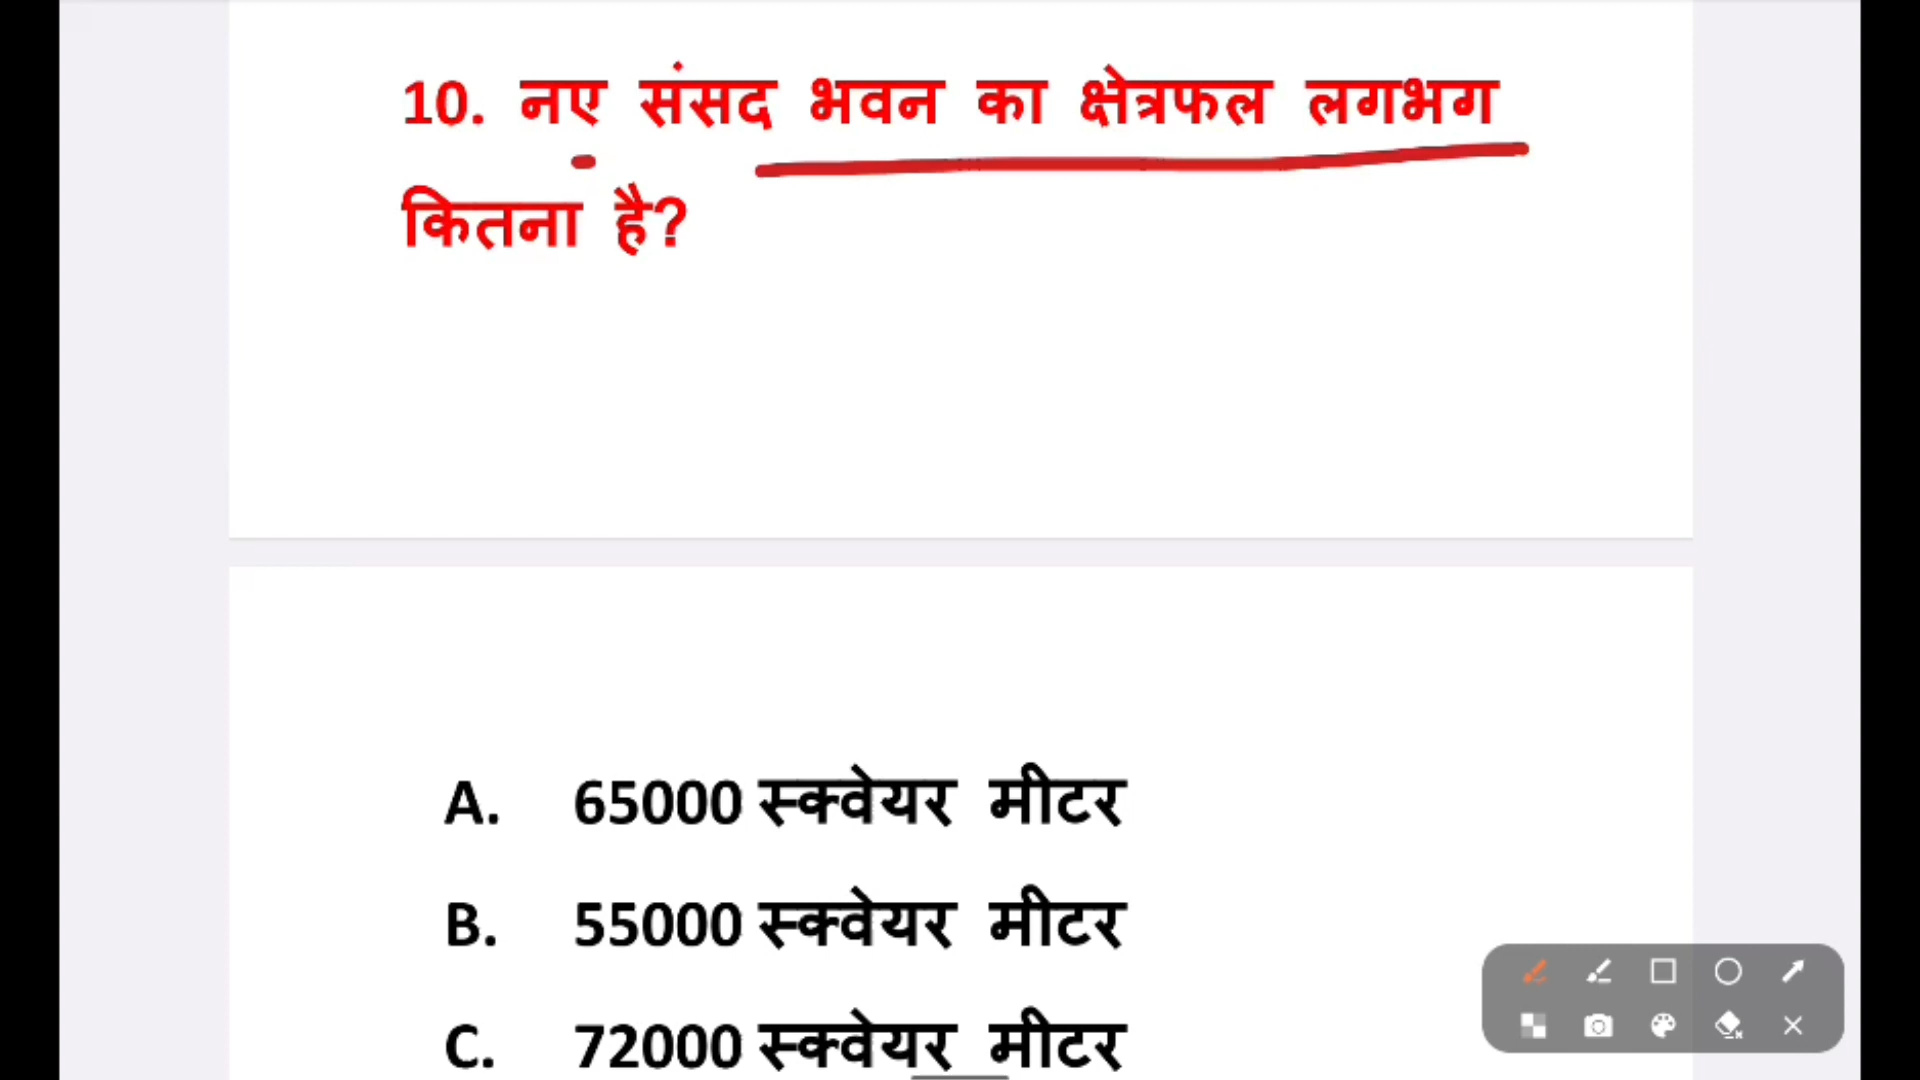 10. नए संसद भवन का क्षेत्रफल लगभग
कितना है?
A. 65000 स्क्वेयर मीटर
B. 55000 स्क्वेयर मीटर
C. 72000 स्क्वेयर मीटर